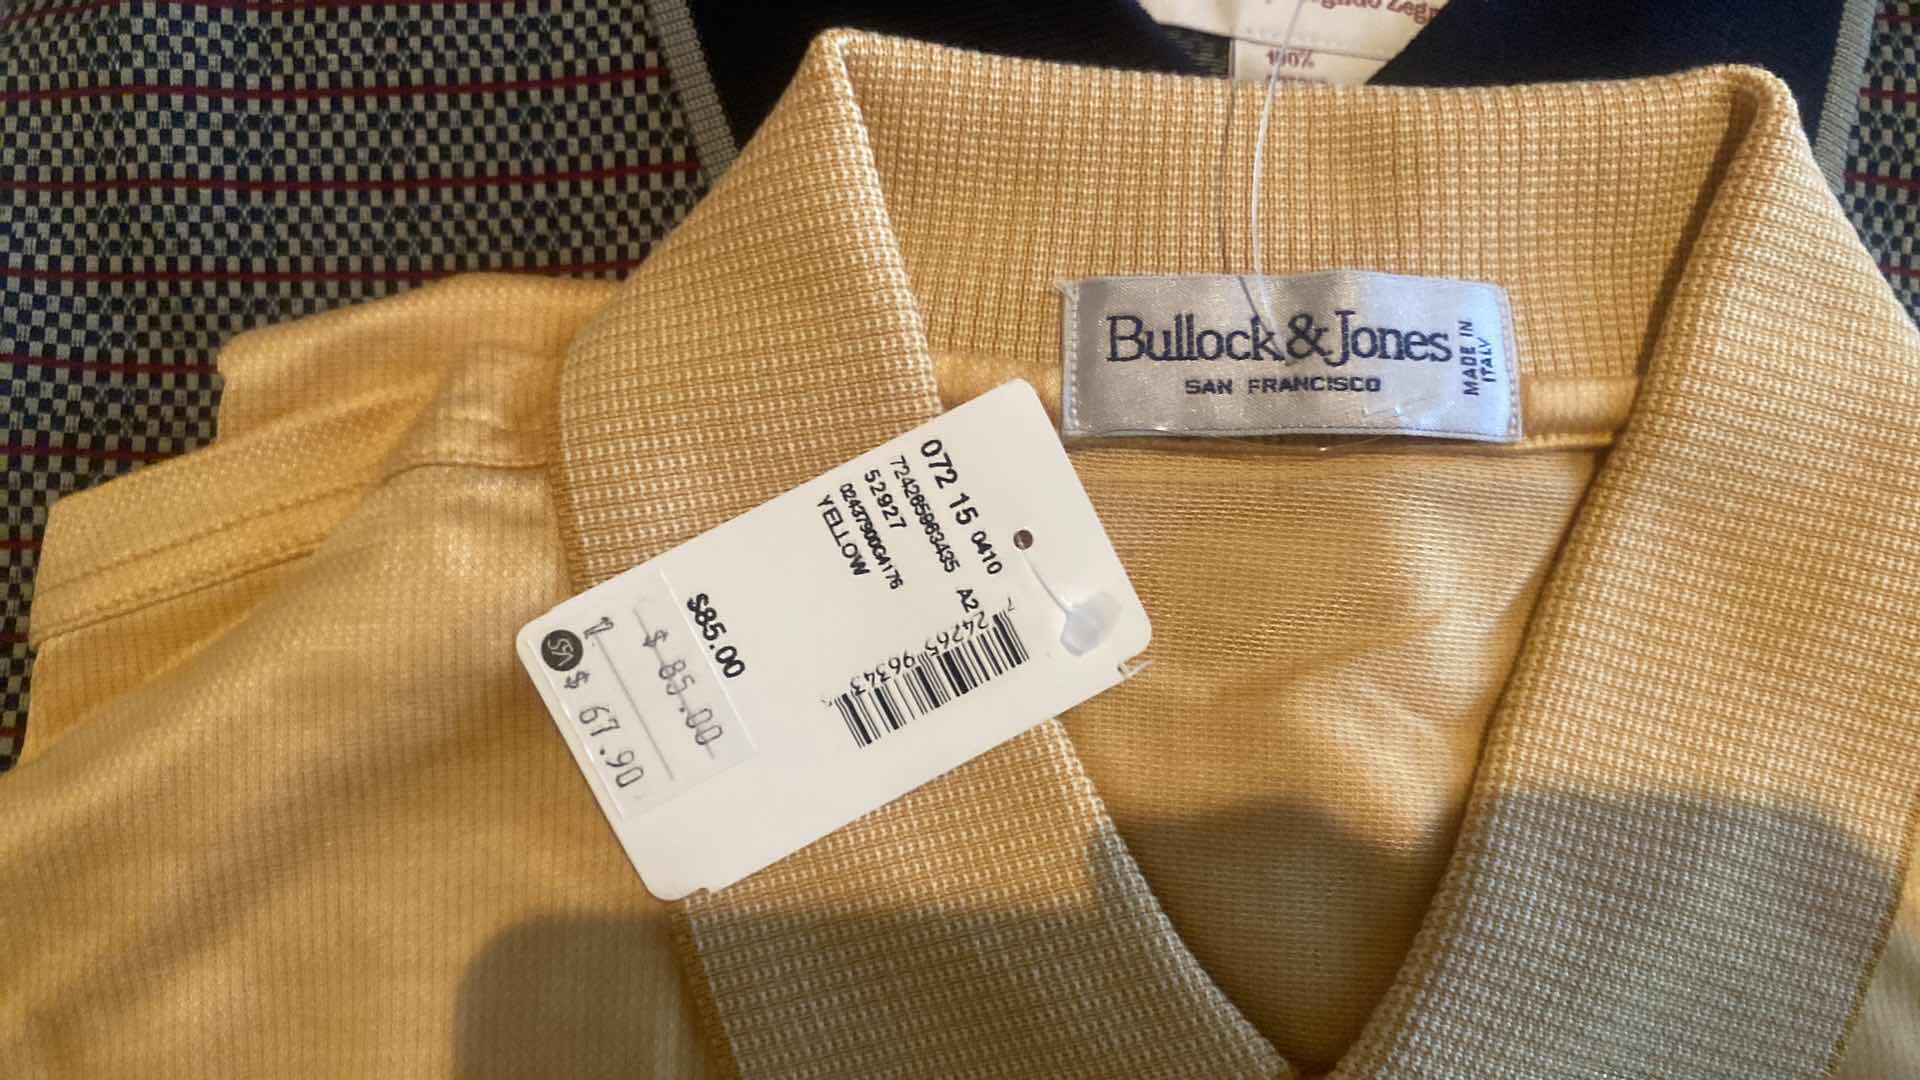 100%
Bullock & Jones
SAN FRANCISCO
MADE IN
ITALY
072 15 0410
724265963435 A2
52927
YELLOW
$85.00
$ 85.00
$ 67.90